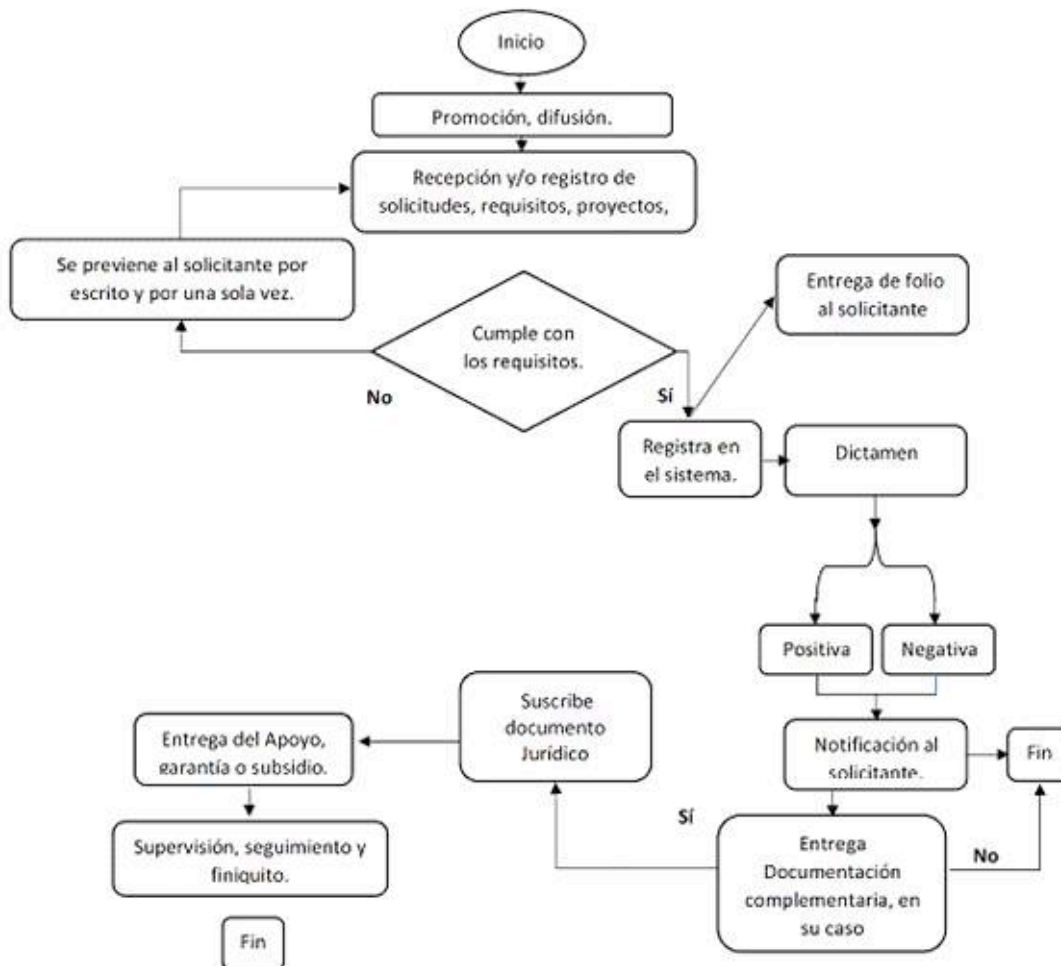 Inicio
Promoción, difusión.
Recepción y/o registro de
solicitudes, requisitos, proyectos,
Se previene al solicitante por
escrito y por una sola vez.
Cumple con
los requisitos.
Entrega de folio
al solicitante
No
Sí
Registra en
el sistema.
Dictamen
Positiva
Negativa
Suscribe
documento
Jurídico
Entrega del Apoyo,
garantía o subsidio.
Notificación al
solicitante.
Fin
Sí
No
Entrega
Documentación
complementaria, en
su caso
Supervisión, seguimiento y
finiquito.
Fin